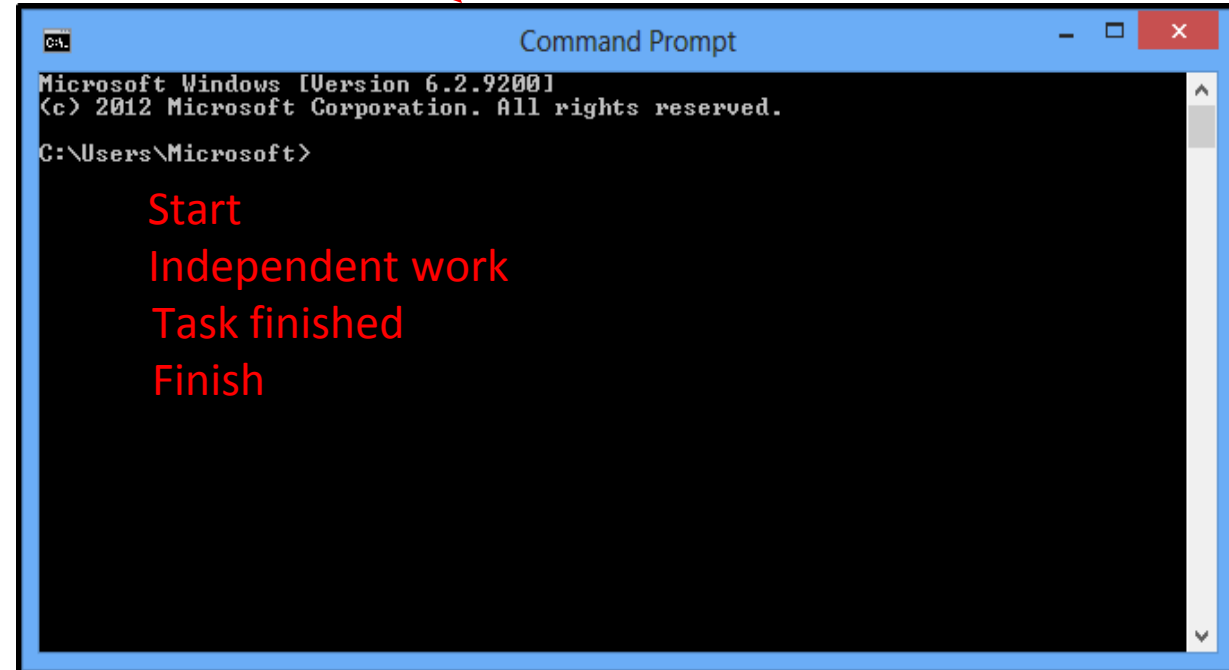 C:\.
Command Prompt
Microsoft Windows [Version 6.2.9200]
(c) 2012 Microsoft Corporation. All rights reserved.
C:\Users\Microsoft>
Start
Independent work
Task finished
Finish